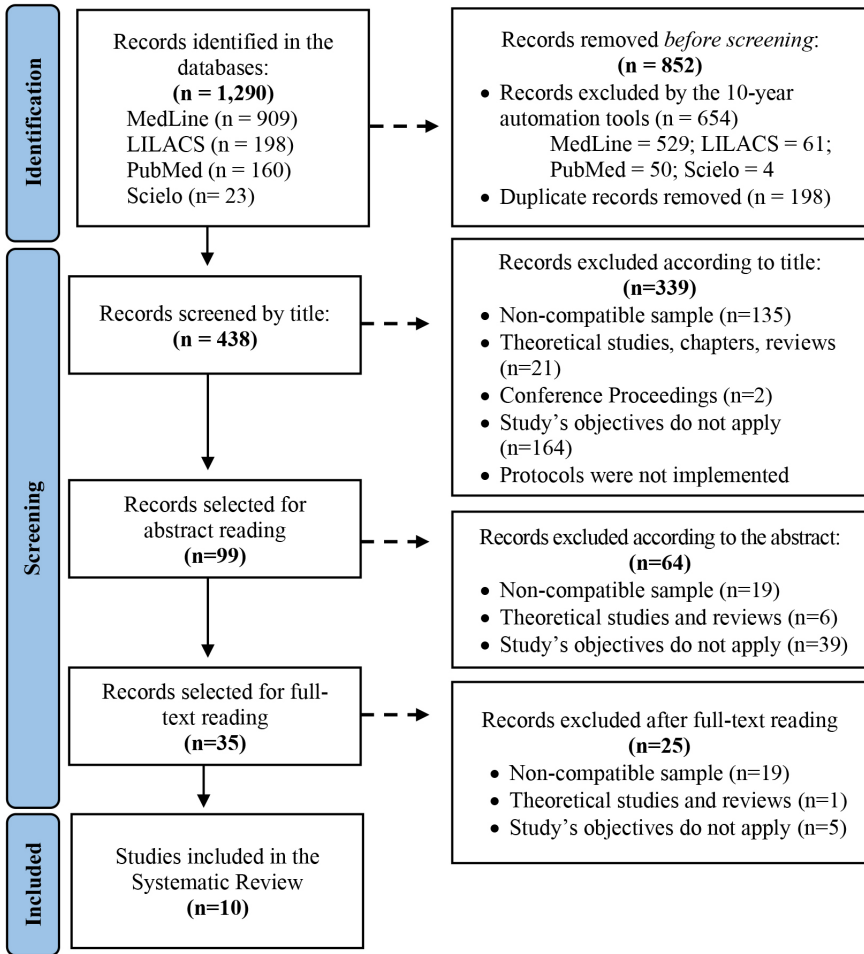 Identification
Records identified in the
databases:
(n = 1,290)
MedLine (n = 909)
LILACS (n = 198)
PubMed (n = 160)
Scielo (n= 23)
Records removed before screening:
(n = 852)
• Records excluded by the 10-year
automation tools (n = 654)
MedLine = 529; LILACS = 61;
PubMed = 50; Scielo = 4
• Duplicate records removed (n = 198)
Screening
Records screened by title:
(n = 438)
Records excluded according to title:
(n=339)
• Non-compatible sample (n=135)
• Theoretical studies, chapters, reviews
(n=21)
• Conference Proceedings (n=2)
• Study's objectives do not apply
(n=164)
• Protocols were not implemented
Records selected for
abstract reading
(n=99)
Records excluded according to the abstract:
(n=64)
• Non-compatible sample (n=19)
• Theoretical studies and reviews (n=6)
• Study's objectives do not apply (n=39)
Records selected for full-
text reading
(n=35)
Records excluded after full-text reading
(n=25)
• Non-compatible sample (n=19)
• Theoretical studies and reviews (n=1)
• Study's objectives do not apply (n=5)
Included
Studies included in the
Systematic Review
(n=10)